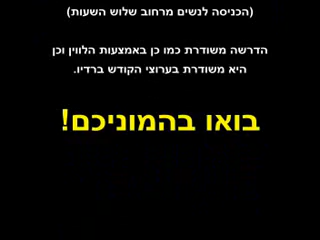 (הכניסה לנשים מרחוב שלוש השעות)
הדרשה משודרת כמו כן באמצעות הלווין וכן
היא משודרת בערוצי הקודש ברדיו.
בואו בהמוניכם!